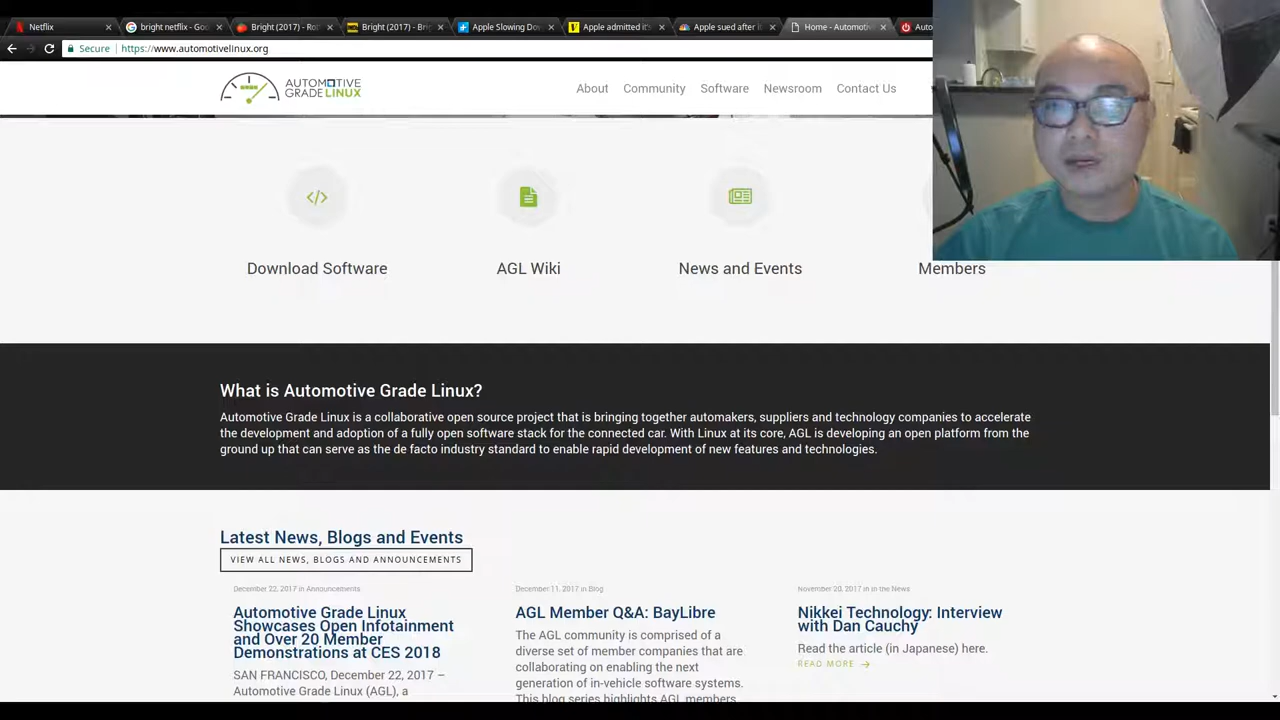 Netflix
bright netflix - Goo
Bright (2017) - Ro
Bright (2017) - Bri
Apple Slowing Dow
Apple admitted it's
Apple sued after it
Home - Automotiv
Auto
Secure
https://www.automotivelinux.org
AUTOMOTIVE
GRADELINUX
About Community Software Newsroom Contact Us
Download Software
AGL Wiki
News and Events
Members
What is Automotive Grade Linux?
Automotive Grade Linux is a collaborative open source project that is bringing together automakers, suppliers and technology companies to accelerate
the development and adoption of a fully open software stack for the connected car. With Linux at its core, AGL is developing an open platform from the
ground up that can serve as the de facto industry standard to enable rapid development of new features and technologies.
Latest News, Blogs and Events
VIEW ALL NEWS, BLOGS AND ANNOUNCEMENTS
December 22, 2017 in Announcements
Automotive Grade Linux
Showcases Open Infotainment
and Over 20 Member
Demonstrations at CES 2018
SAN FRANCISCO, December 22, 2017 –
Automotive Grade Linux (AGL), a
December 11, 2017 in Blog
AGL Member Q&A: BayLibre
The AGL community is comprised of a
diverse set of member companies that are
collaborating on enabling the next
generation of in-vehicle software systems.
This blog series highlights AGL members
November 20, 2017 in In the News
Nikkei Technology: Interview
with Dan Cauchy
Read the article (in Japanese) here.
READ MORE